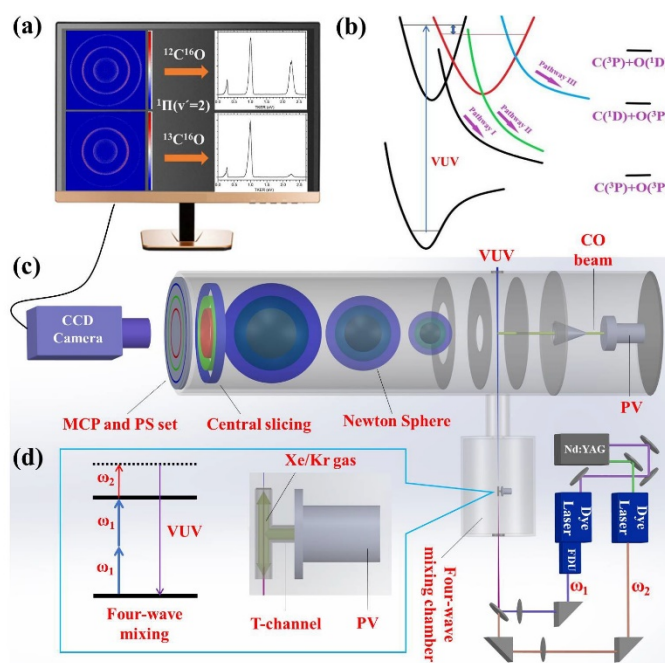 (a)
¹²C¹⁶O
¹Π(v´=2)
¹³C¹⁶O
(b)
Pathway I
Pathway II
Pathway III
VUV
C(³P)+O(¹D
C(¹D)+O(³P
C(³P)+O(³P
(c)
CCD
Camera
MCP and PS set
Central slicing
Newton Sphere
VUV
CO
beam
PV
(d)
ω₂
ω₁
ω₁
VUV
Four-wave
mixing
Xe/Kr gas
T-channel
PV
Four-wave
mixing chamber
Nd:YAG
Dye
Laser
FDU
Dye
Laser
ω₁
ω₂